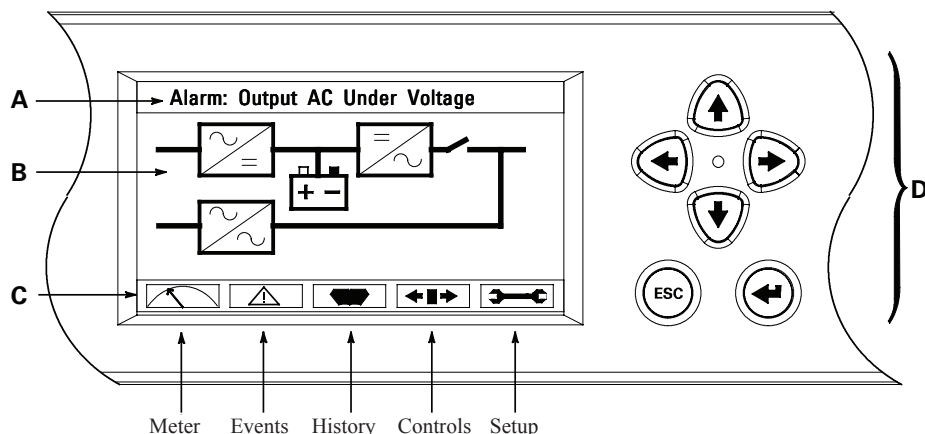 A
Alarm: Output AC Under Voltage
B
D
C
ESC
Meter Events History Controls Setup